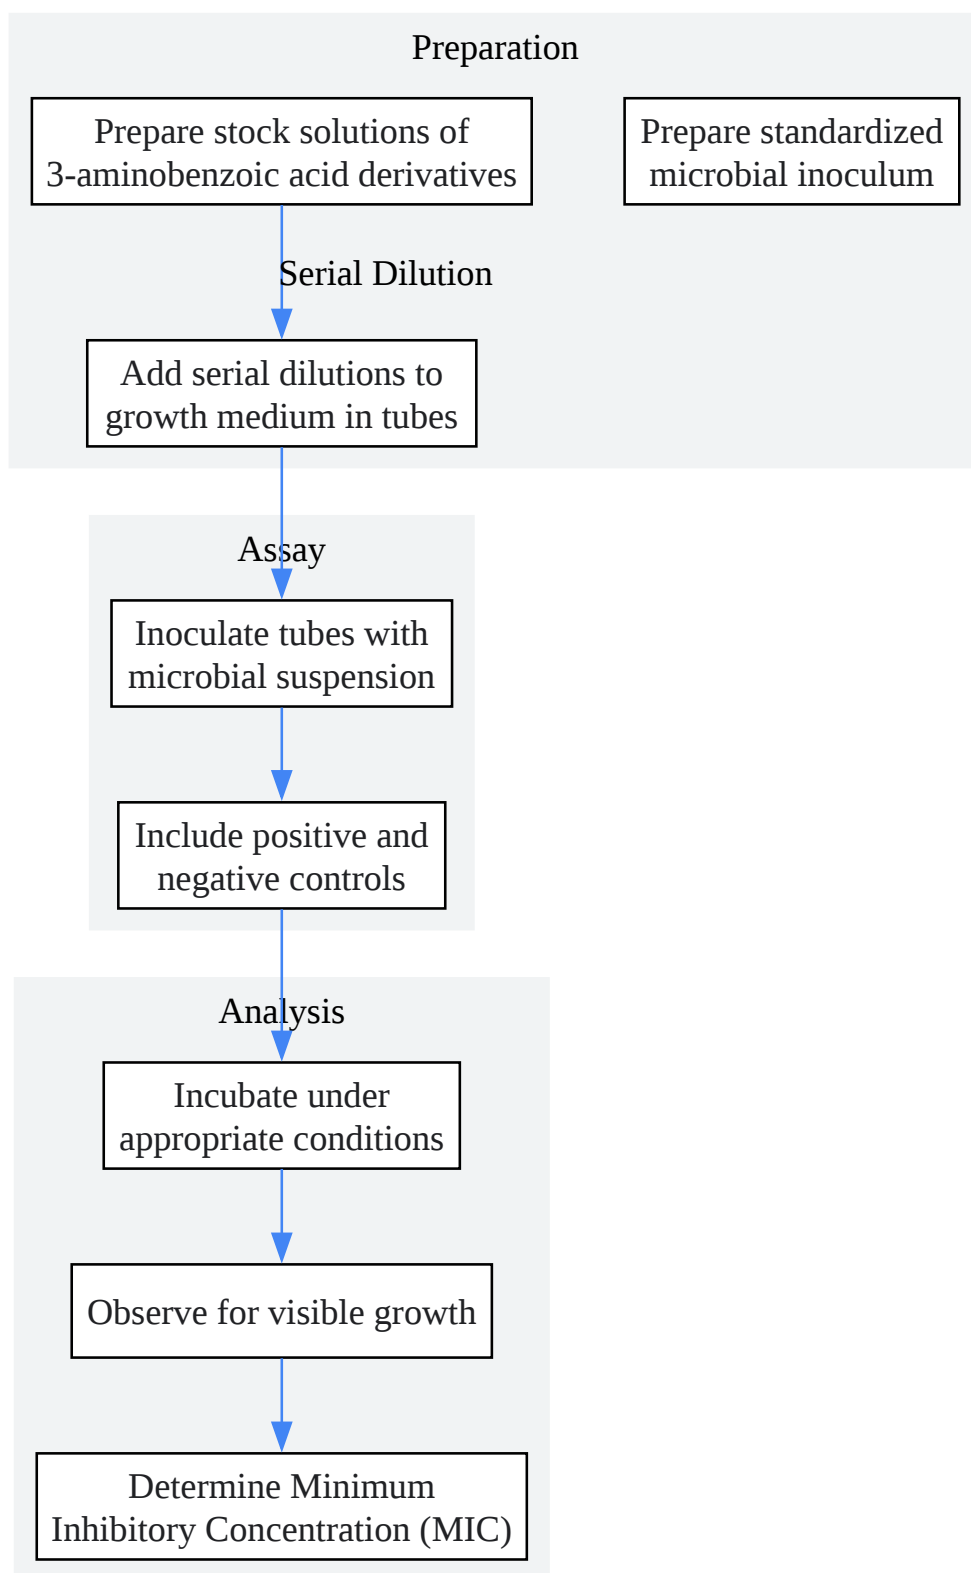 Preparation
Prepare stock solutions of
3-aminobenzoic acid derivatives
Prepare standardized
microbial inoculum
Serial Dilution
Add serial dilutions to
growth medium in tubes
Assay
Inoculate tubes with
microbial suspension
Include positive and
negative controls
Analysis
Incubate under
appropriate conditions
Observe for visible growth
Determine Minimum
Inhibitory Concentration (MIC)